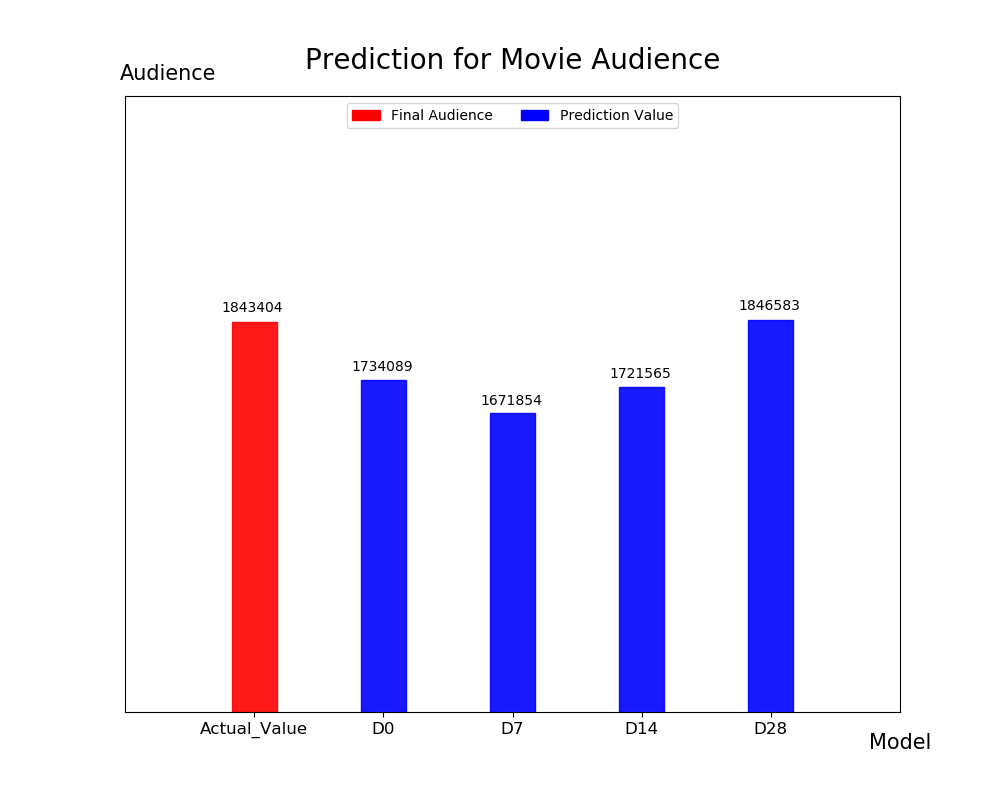 Prediction for Movie Audience
Audience
Final Audience Prediction Value
1843404
1734089
1671854
1721565
1846583
Actual_Value D0 D7 D14 D28
Model